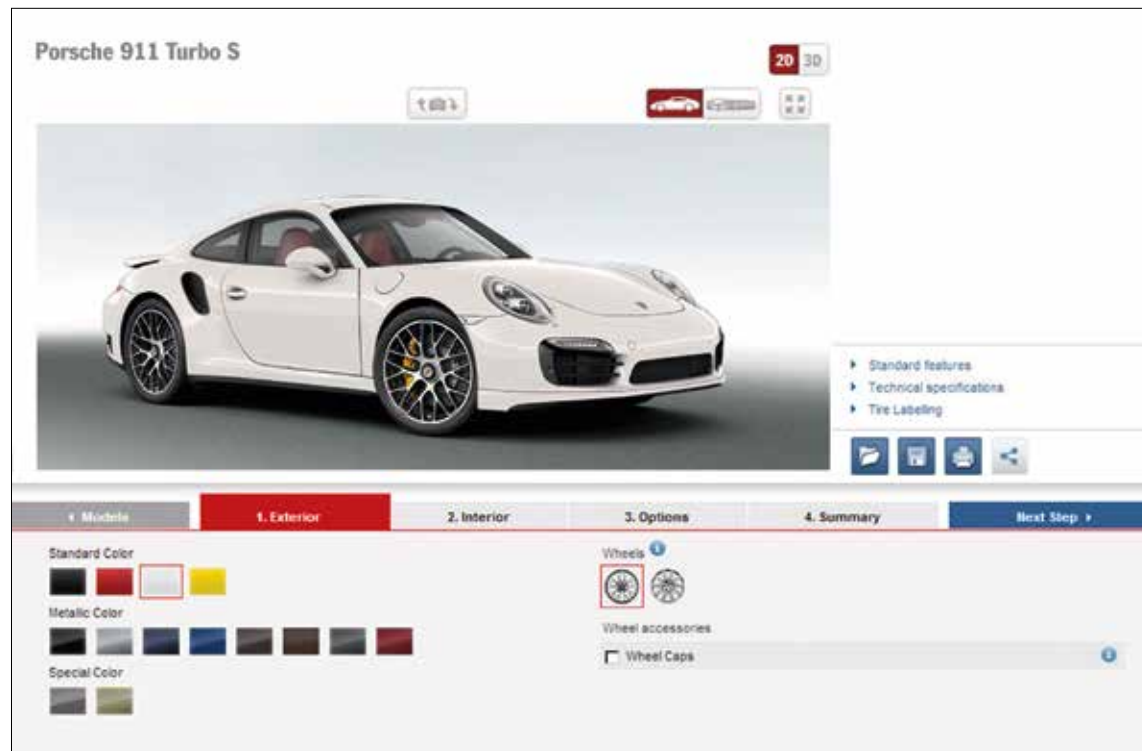 Porsche 911 Turbo S
2D 3D
Standard features
Technical specifications
Tire Labelling
Models
1. Exterior
2. Interior
3. Options
4. Summary
Next Step
Standard Color
Wheels
Metallic Color
Wheel accessories
Wheel Caps
Special Color